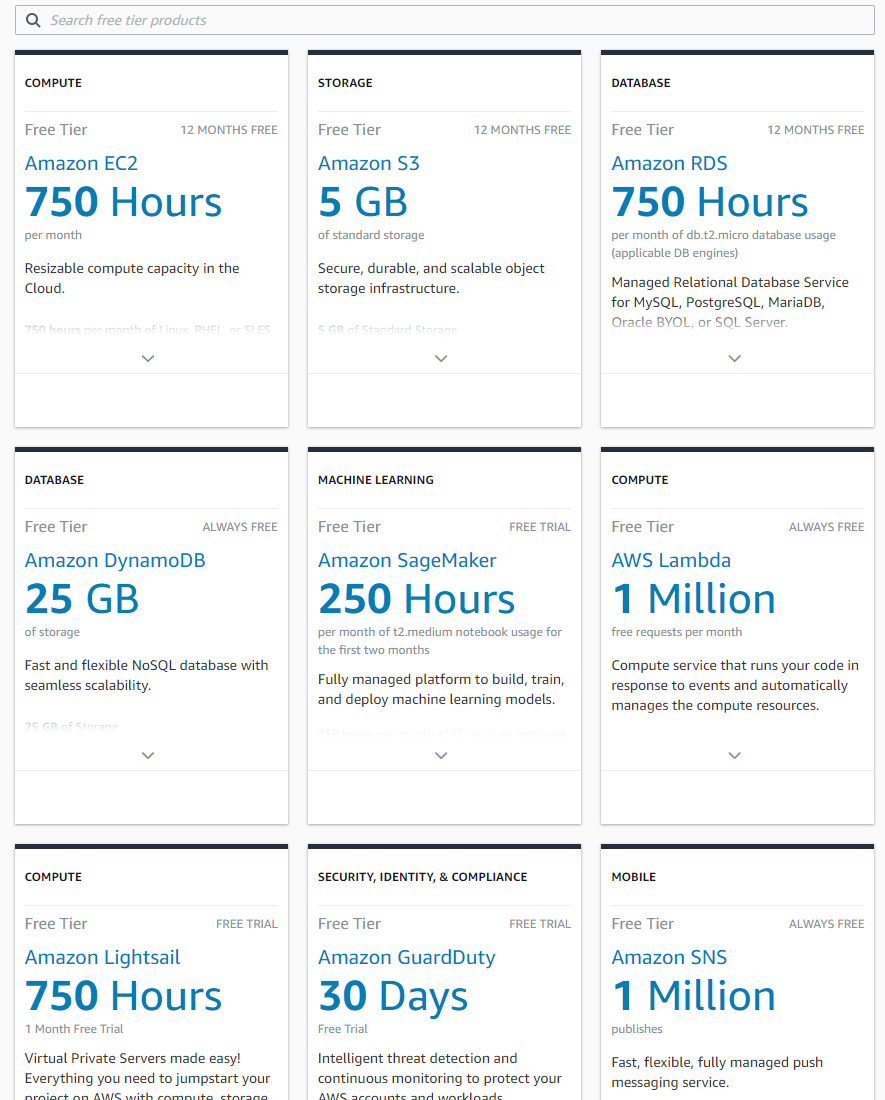 Search free tier products
COMPUTE
Free Tier 12 MONTHS FREE
Amazon EC2
750 Hours
per month
Resizable compute capacity in the
Cloud.
750 hours per month of Linux, RHEL, or SLES
STORAGE
Free Tier 12 MONTHS FREE
Amazon S3
5 GB
of standard storage
Secure, durable, and scalable object
storage infrastructure.
5 GB of Standard Storage
DATABASE
Free Tier 12 MONTHS FREE
Amazon RDS
750 Hours
per month of db.t2.micro database usage
(applicable DB engines)
Managed Relational Database Service
for MySQL, PostgreSQL, MariaDB,
Oracle BYOL, or SQL Server.
DATABASE
Free Tier ALWAYS FREE
Amazon DynamoDB
25 GB
of storage
Fast and flexible NoSQL database with
seamless scalability.
25 GB of Storage
MACHINE LEARNING
Free Tier FREE TRIAL
Amazon SageMaker
250 Hours
per month of t2.medium notebook usage for
the first two months
Fully managed platform to build, train,
and deploy machine learning models.
hours per month of t2.medium notebook
COMPUTE
Free Tier ALWAYS FREE
AWS Lambda
1 Million
free requests per month
Compute service that runs your code in
response to events and automatically
manages the compute resources.
COMPUTE
Free Tier FREE TRIAL
Amazon Lightsail
750 Hours
1 Month Free Trial
Virtual Private Servers made easy!
Everything you need to jumpstart your
project on AWS with compute, storage,
SECURITY, IDENTITY, & COMPLIANCE
Free Tier FREE TRIAL
Amazon GuardDuty
30 Days
Free Trial
Intelligent threat detection and
continuous monitoring to protect your
AWS accounts and workloads.
MOBILE
Free Tier ALWAYS FREE
Amazon SNS
1 Million
publishes
Fast, flexible, fully managed push
messaging service.